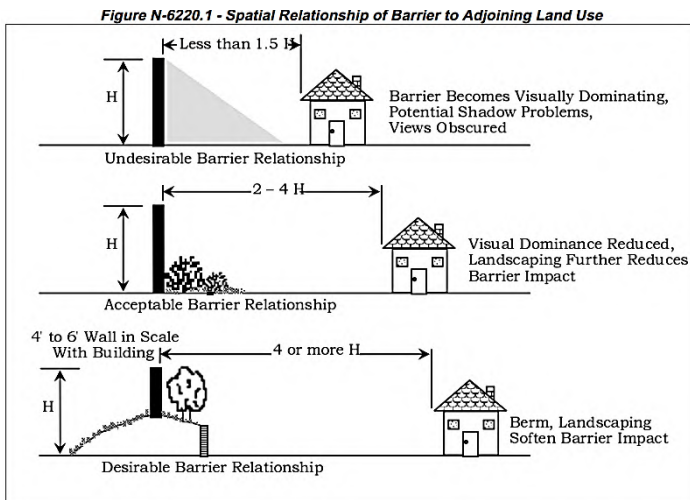 Figure N-6220.1 - Spatial Relationship of Barrier to Adjoining Land Use
Less than 1.5 H
H
Barrier Becomes Visually Dominating,
Potential Shadow Problems,
Views Obscured
Undesirable Barrier Relationship
2 – 4 H
H
Visual Dominance Reduced,
Landscaping Further Reduces
Barrier Impact
Acceptable Barrier Relationship
4' to 6' Wall in Scale
With Building
4 or more H
H
Berm, Landscaping
Soften Barrier Impact
Desirable Barrier Relationship